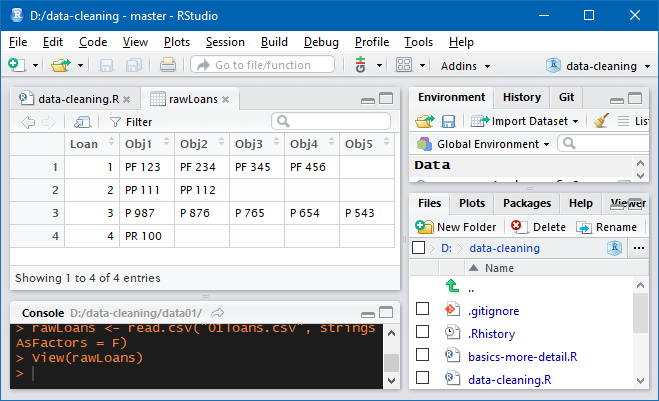 D:/data-cleaning - master - RStudio
File Edit Code View Plots Session Build Debug Profile Tools Help
Go to file/function Addins data-cleaning
data-cleaning.R rawLoans
Filter
Loan Obj1 Obj2 Obj3 Obj4 Obj5
1 1 PF 123 PF 234 PF 345 PF 456
2 2 PP 111 PP 112
3 3 P 987 P 876 P 765 P 654 P 543
4 4 PR 100
Showing 1 to 4 of 4 entries
Console D:/data-cleaning/data01/
> rawLoans <- read.csv("01loans.csv", strings
AsFactors = F)
> View(rawLoans)
>
Environment History Git
Import Dataset Lis
Global Environment
Data
Files Plots Packages Help Viewer
New Folder Delete Rename
D: data-cleaning ...
Name
..
.gitignore
.Rhistory
basics-more-detail.R
data-cleaning.R